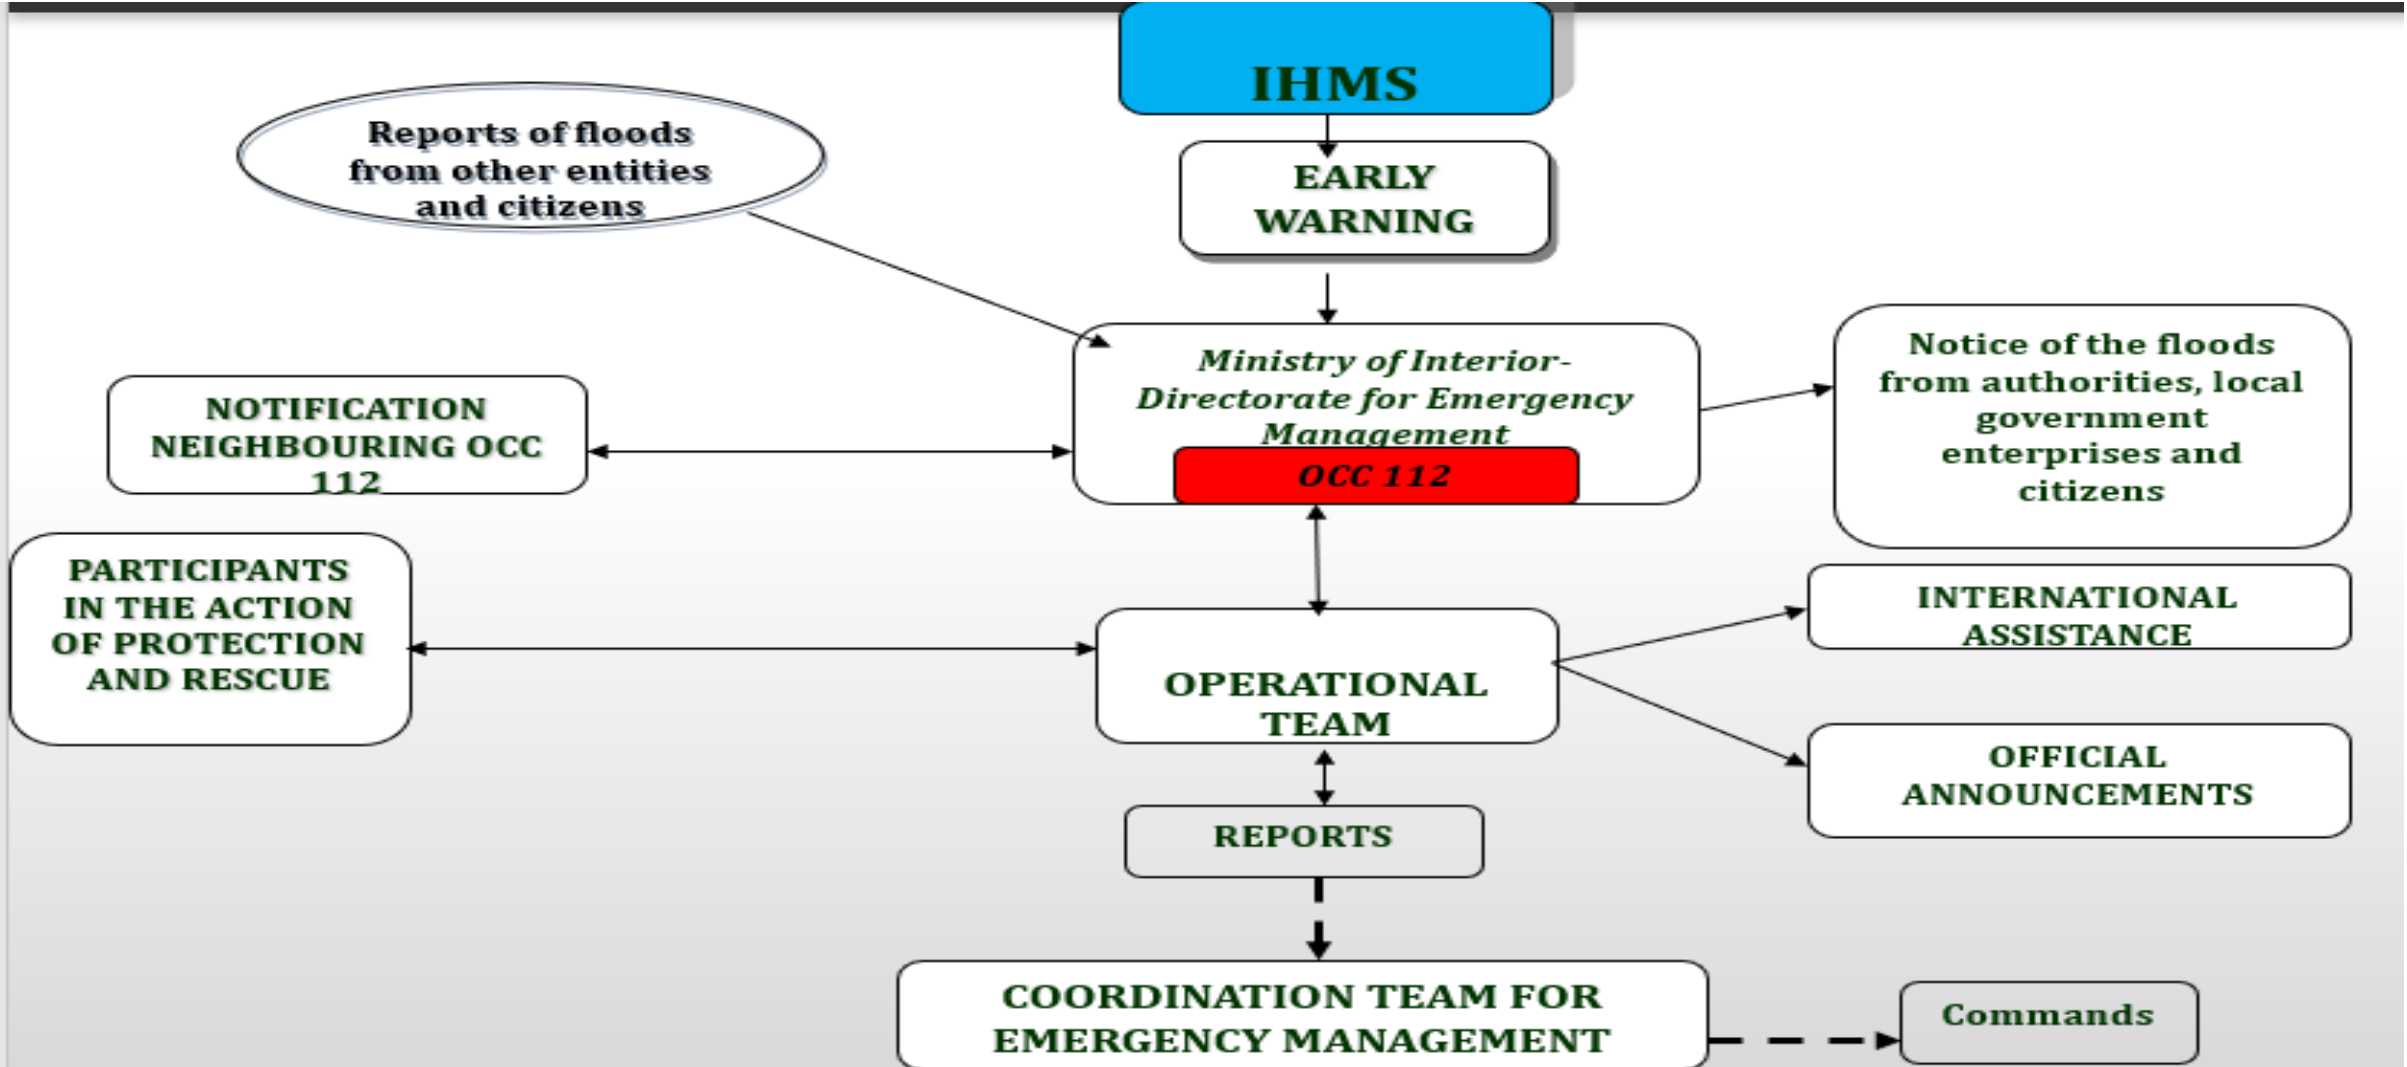 IHMS
Reports of floods
from other entities
and citizens
EARLY
WARNING
Ministry of Interior-
Directorate for Emergency
Management
OCC 112
Notice of the floods
from authorities, local
government
enterprises and
citizens
NOTIFICATION
NEIGHBOURING OCC
112
PARTICIPANTS
IN THE ACTION
OF PROTECTION
AND RESCUE
INTERNATIONAL
ASSISTANCE
OPERATIONAL
TEAM
OFFICIAL
ANNOUNCEMENTS
REPORTS
COORDINATION TEAM FOR
EMERGENCY MANAGEMENT
Commands